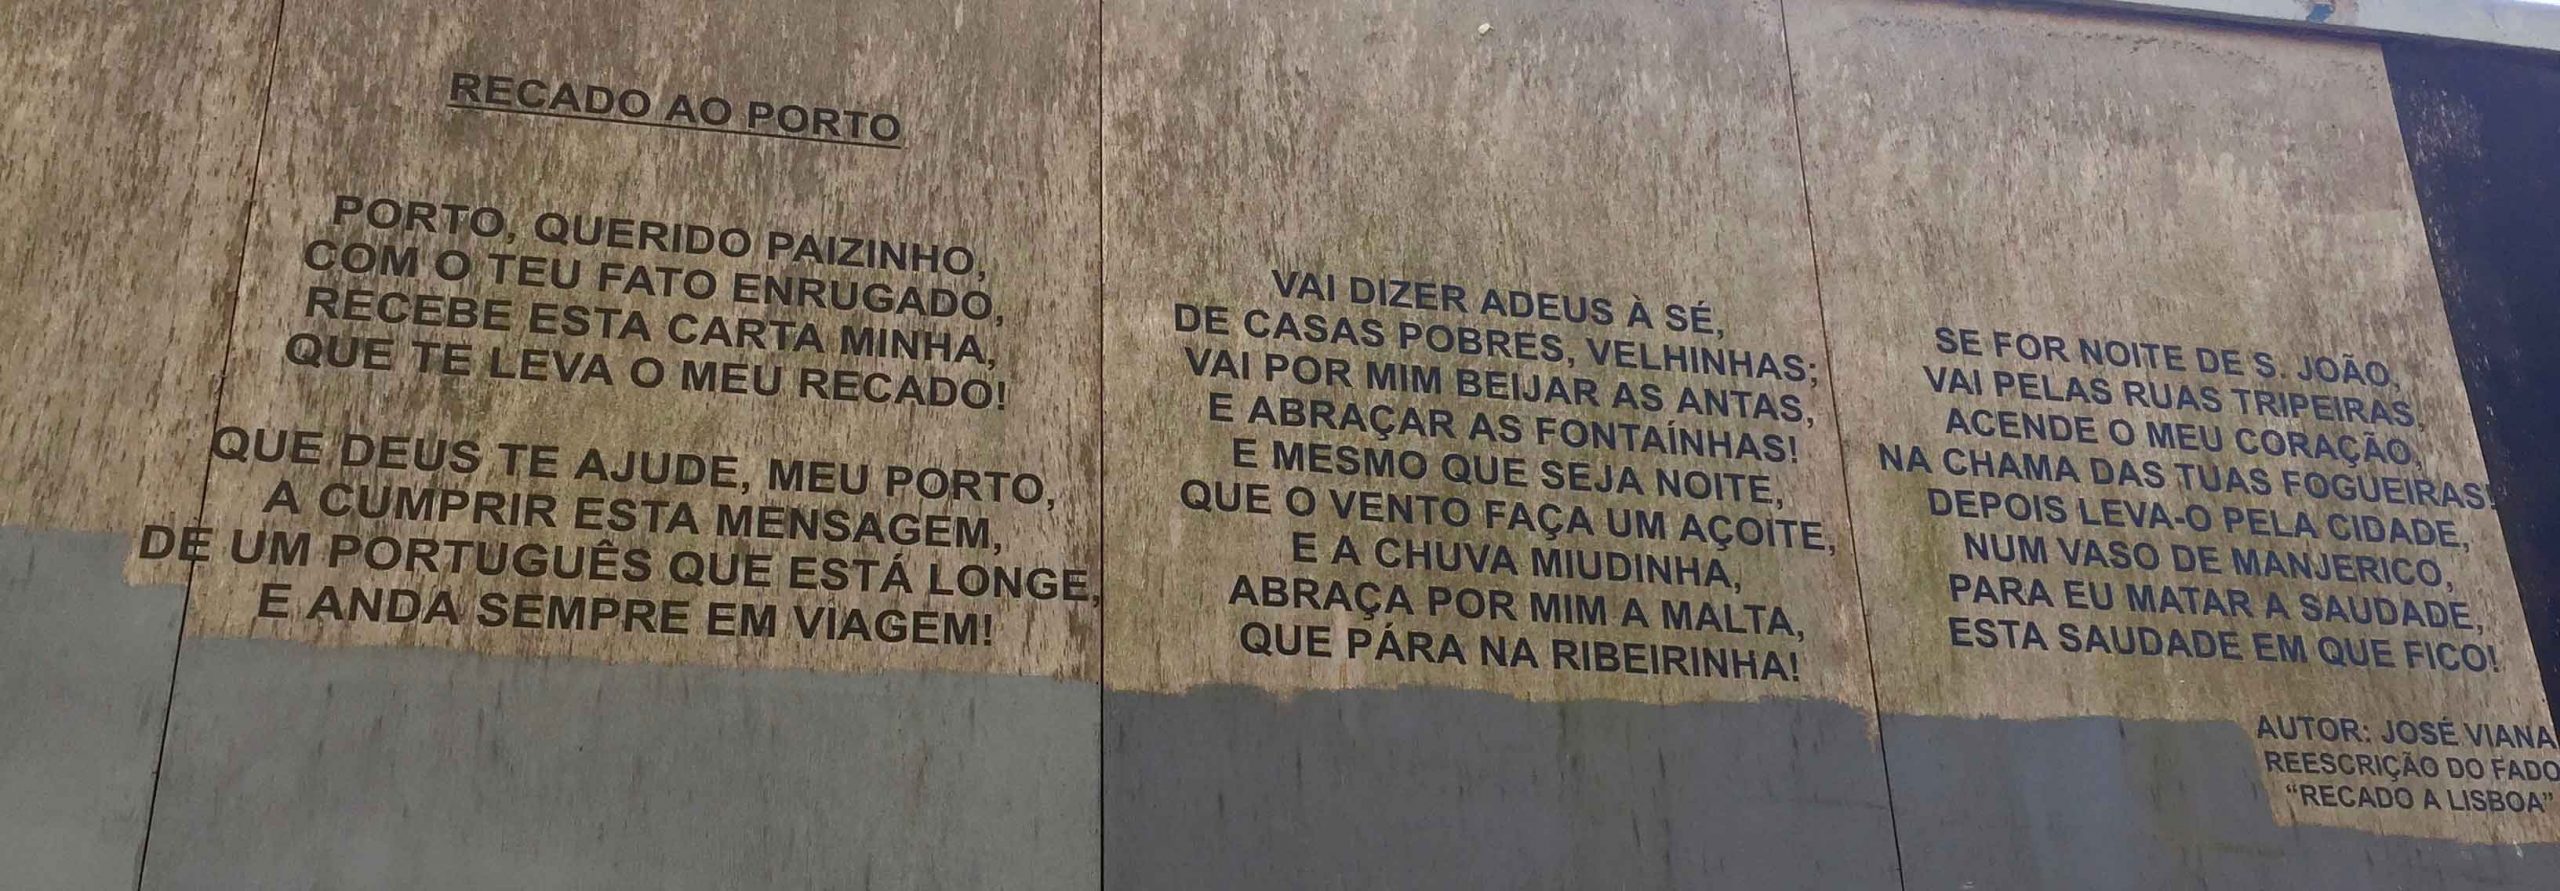 RECADO AO PORTO
PORTO, QUERIDO PAIZINHO,
COM O TEU FATO ENRUGADO,
RECEBE ESTA CARTA MINHA,
QUE TE LEVA O MEU RECADO!
QUE DEUS TE AJUDE, MEU PORTO,
A CUMPRIR ESTA MENSAGEM,
DE UM PORTUGUÊS QUE ESTÁ LONGE,
E ANDA SEMPRE EM VIAGEM!
VAI DIZER ADEUS À SÉ,
DE CASAS POBRES, VELHINHAS;
VAI POR MIM BEIJAR AS ANTAS,
E ABRAÇAR AS FONTAÍNHAS!
E MESMO QUE SEJA NOITE,
QUE O VENTO FAÇA UM AÇOITE,
E A CHUVA MIUDINHA,
ABRAÇA POR MIM A MALTA,
QUE PÁRA NA RIBEIRINHA!
SE FOR NOITE DE S. JOÃO,
VAI PELAS RUAS TRIPEIRAS,
ACENDE O MEU CORAÇÃO,
NA CHAMA DAS TUAS FOGUEIRAS!
DEPOIS LEVA-O PELA CIDADE,
NUM VASO DE MANJERICO,
PARA EU MATAR A SAUDADE,
ESTA SAUDADE EM QUE FICO!
AUTOR: JOSÉ VIANA
REESCRIÇÃO DO FADO
"RECADO A LISBOA"